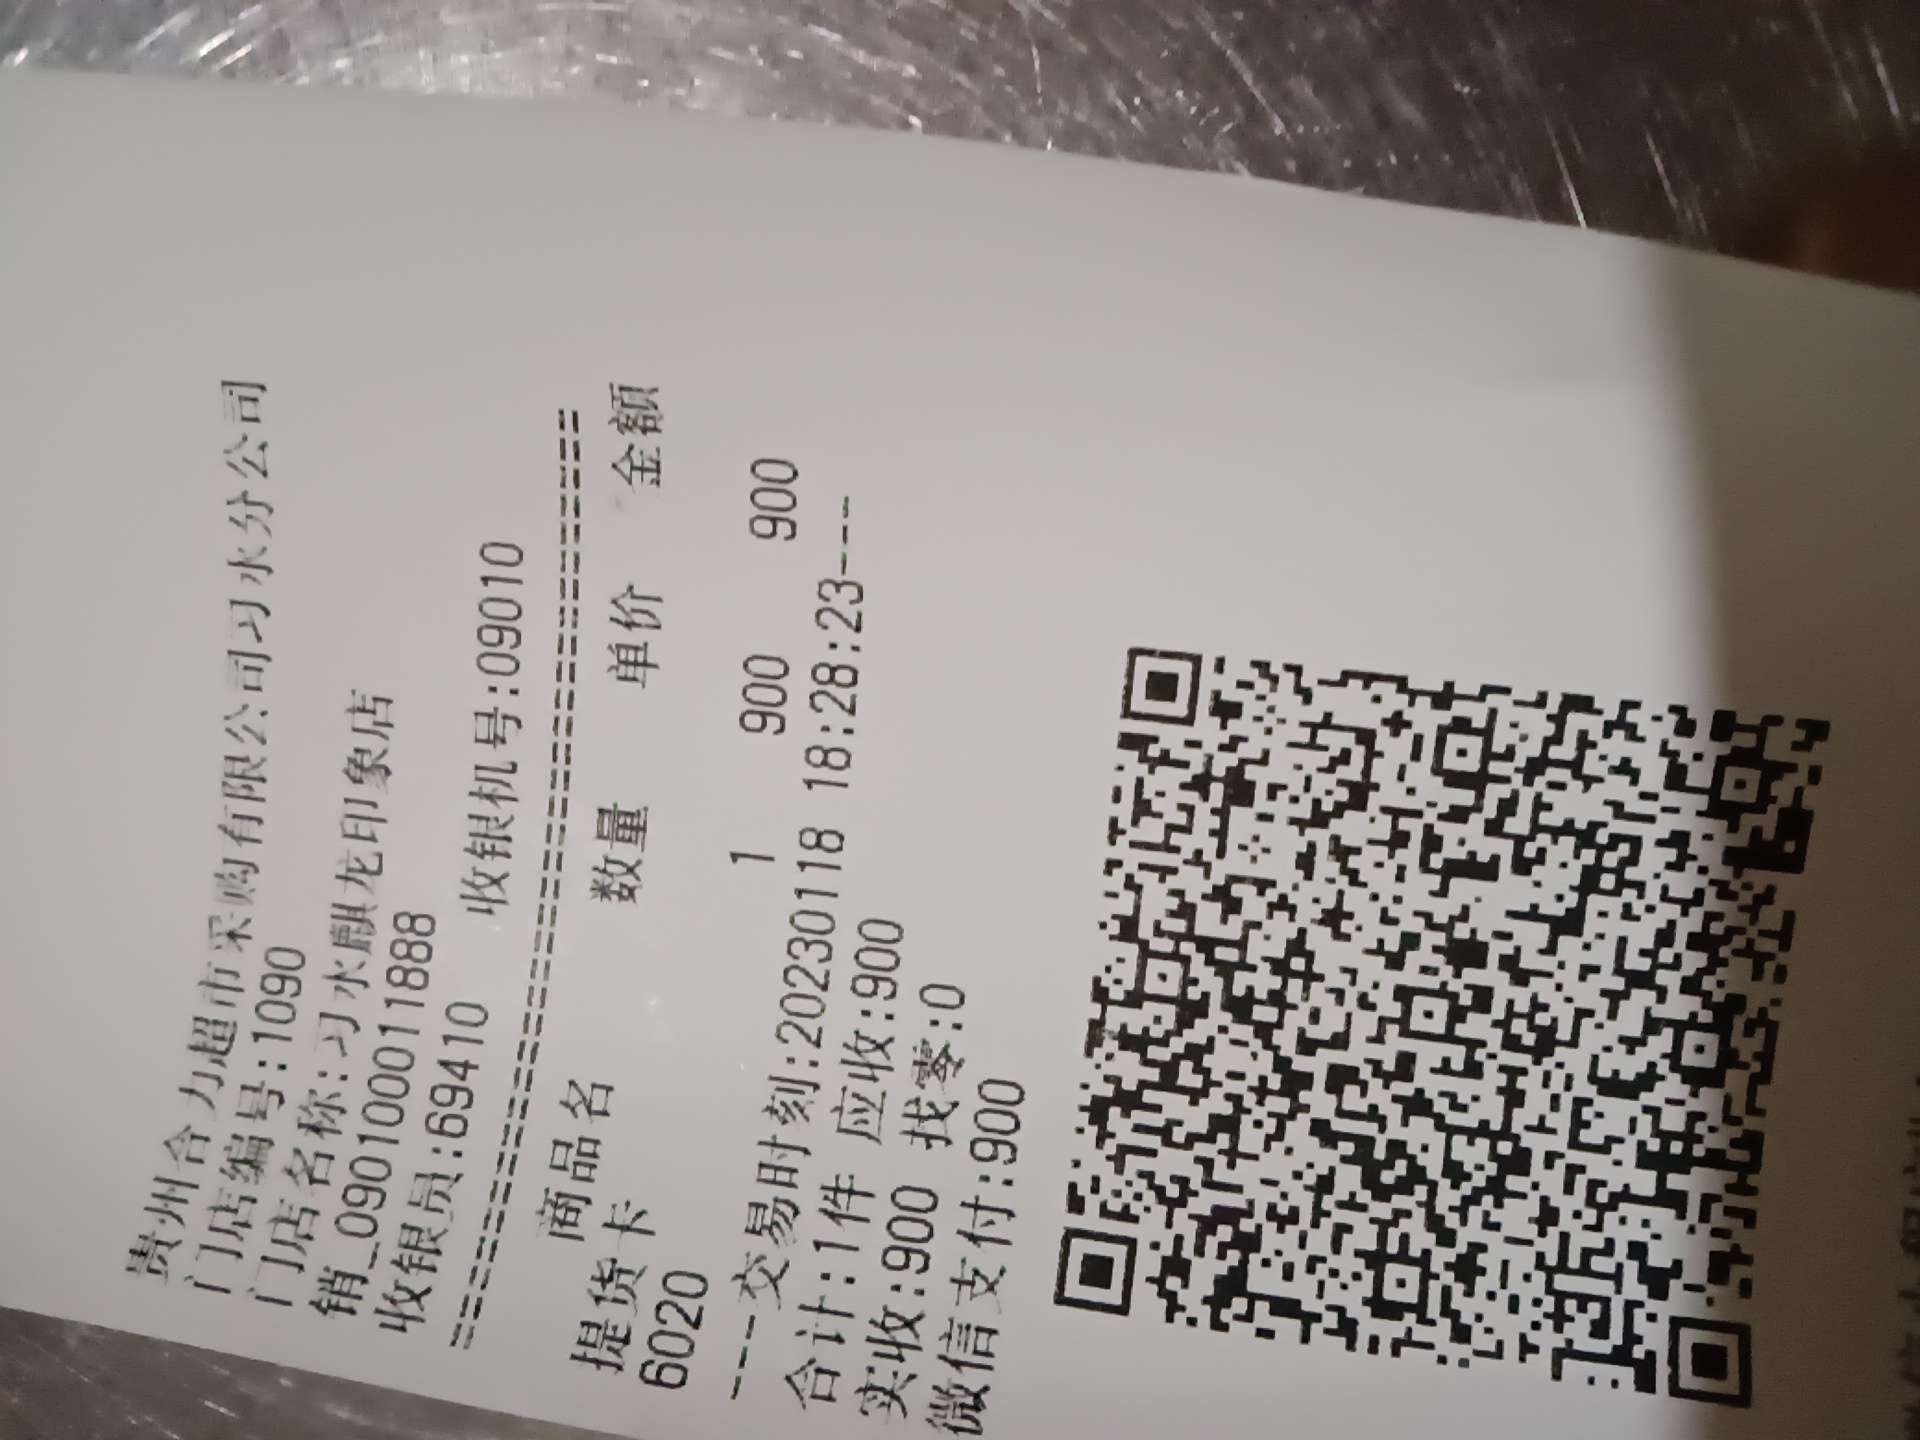 贵州合力超市采购有限公司习水分公司
门店编号:1090
门店名称:习水麒龙印象店
销_0901000011888
收银员:69410 收银机号:09010
================================================
商品名 数量 单价 金额
提货卡
6020 1 900 900
----交易时刻:20230118 18:28:23----
合计:1件 应收:900
实收:900 找零:0
微信支付:900